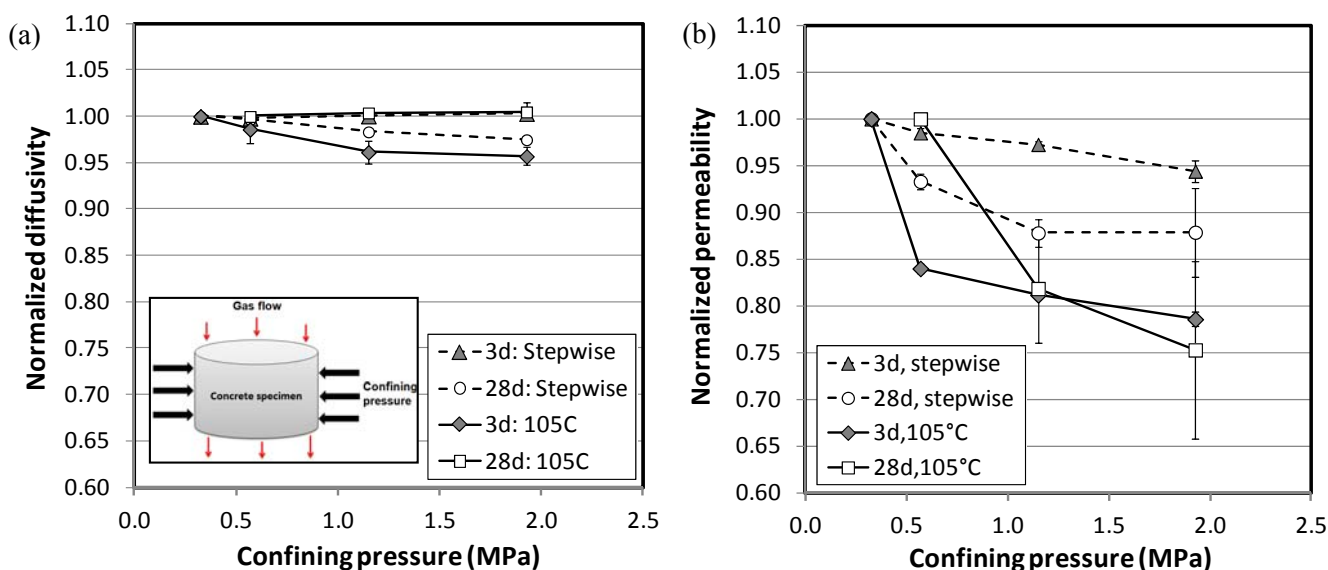 (a)
Normalized diffusivity
1.10
1.05
1.00
0.95
0.90
0.85
0.80
0.75
0.70
0.65
0.60
0.0 0.5 1.0 1.5 2.0 2.5
Confining pressure (MPa)
Gas flow
Concrete specimen
Confining
pressure
3d: Stepwise
28d: Stepwise
3d: 105C
28d: 105C
(b)
Normalized permeability
1.10
1.05
1.00
0.95
0.90
0.85
0.80
0.75
0.70
0.65
0.60
0.0 0.5 1.0 1.5 2.0 2.5
Confining pressure (MPa)
3d, stepwise
28d, stepwise
3d,105°C
28d,105°C